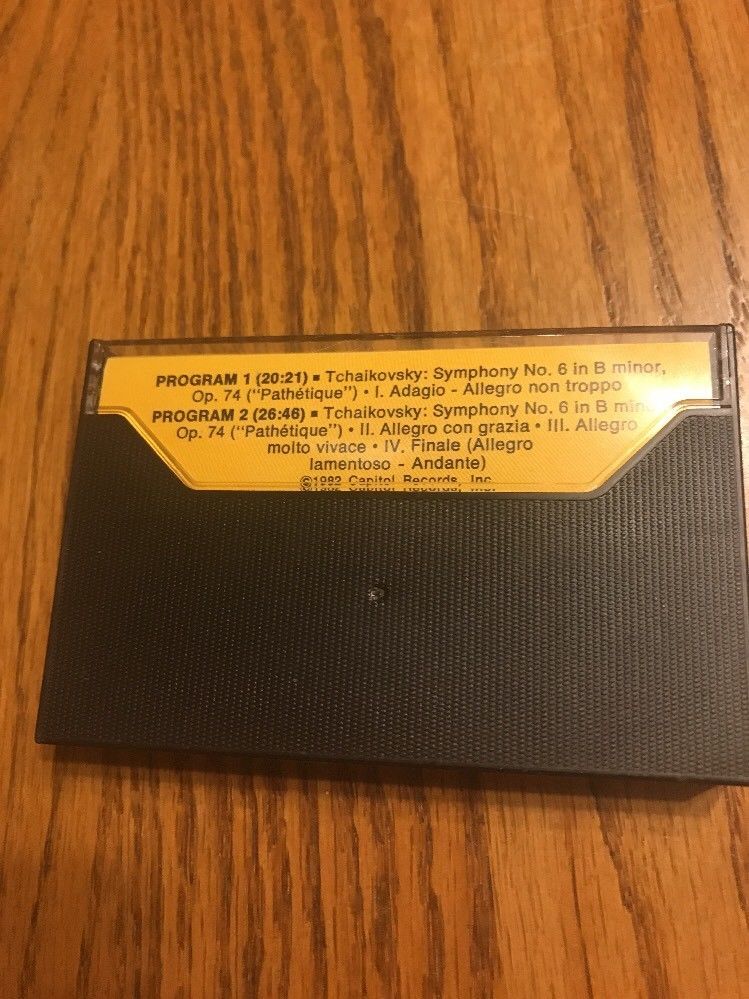 PROGRAM 1 (20:21) ▪ Tchaikovsky: Symphony No. 6 in B minor,
Op. 74 ("Pathétique") • I. Adagio - Allegro non troppo
PROGRAM 2 (26:46) ▪ Tchaikovsky: Symphony No. 6 in B
Op. 74 ("Pathétique") • II. Allegro con grazia • III. Allegro
molto vivace • IV. Finale (Allegro
lamentoso - Andante)
©1982 Capitol Records, Inc.